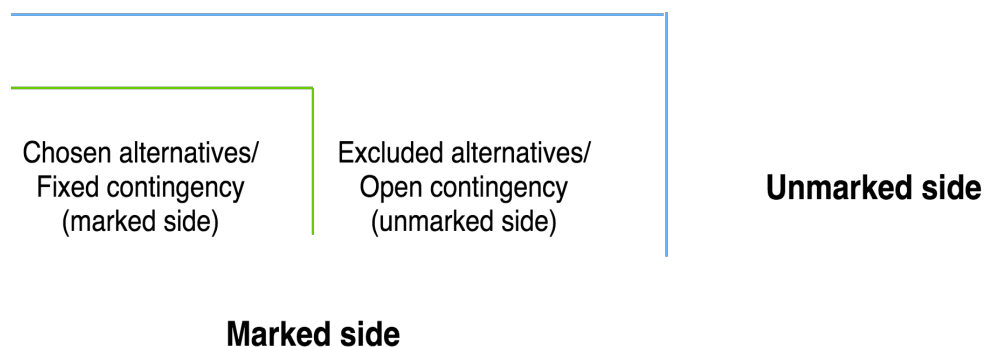 Chosen alternatives/
Fixed contingency
(marked side)
Excluded alternatives/
Open contingency
(unmarked side)
Unmarked side
Marked side